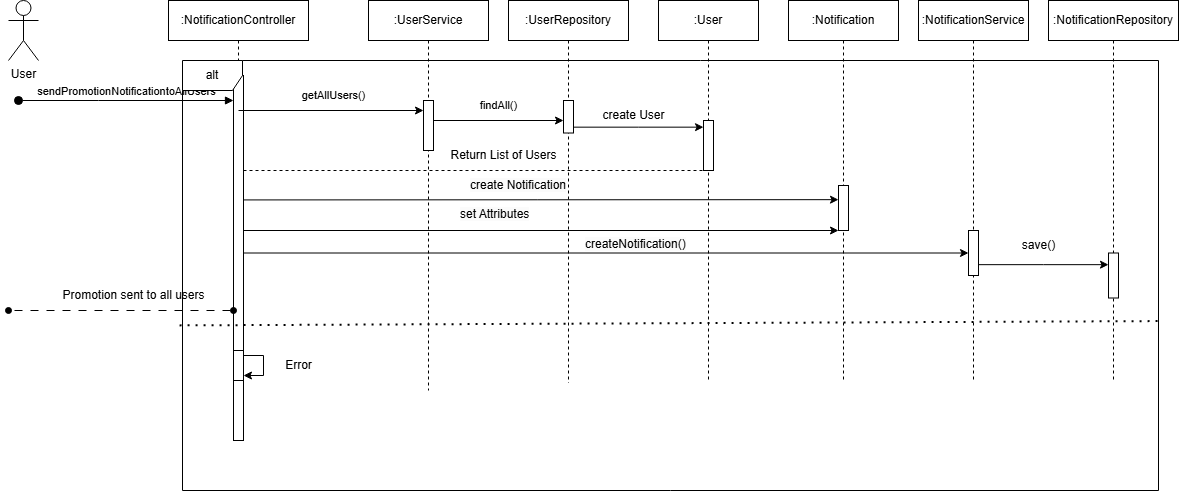 :NotificationController
:UserService
:UserRepository
:User
:Notification
:NotificationService
:NotificationRepository
User
alt
sendPromotionNotificationtoAllUsers
getAllUsers()
findAll()
create User
Return List of Users
create Notification
set Attributes
createNotification()
save()
Promotion sent to all users
Error